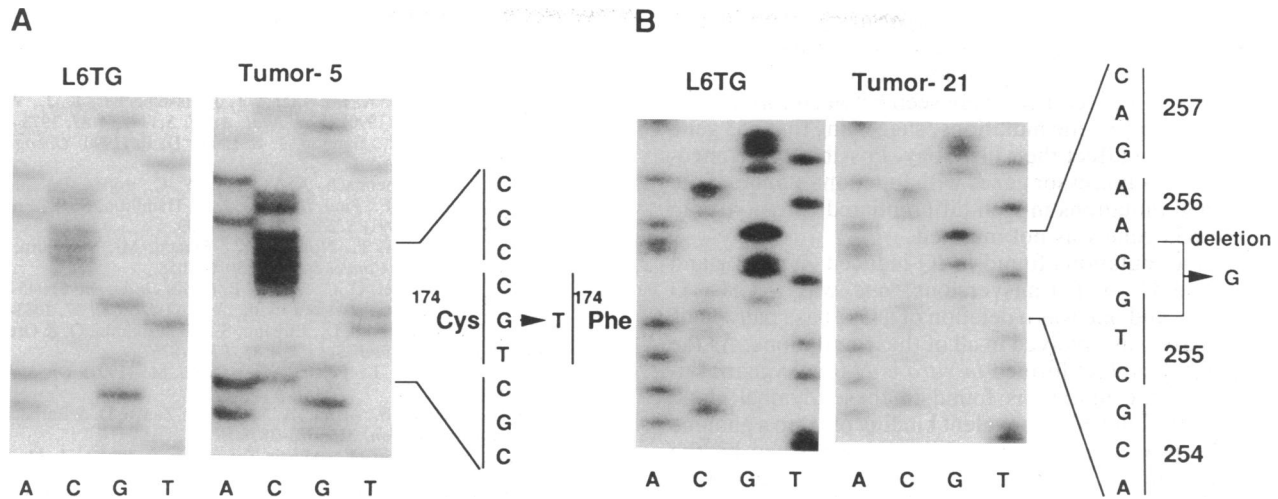 A
L6TG
Tumor- 5
C
C
C
C
G
T
C
G
C
174
Cys
T
174
Phe
A C G T
A C G T
B
L6TG
Tumor- 21
C
A
G
257
A
A
G
256
deletion
G
G
T
C
255
G
C
A
254
A C G T
A C G T